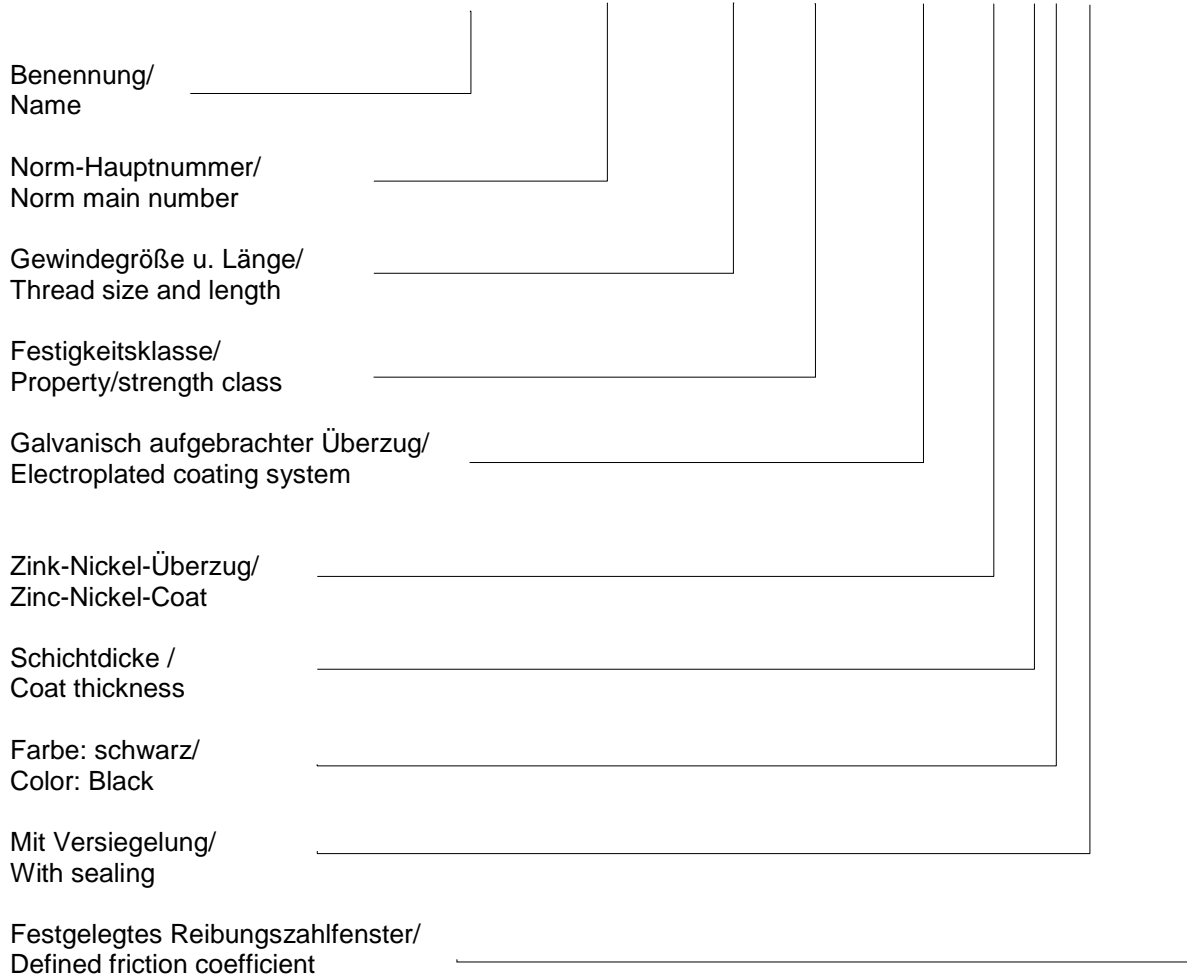 Benennung/
Name
Norm-Hauptnummer/
Norm main number
Gewindegröße u. Länge/
Thread size and length
Festigkeitsklasse/
Property/strength class
Galvanisch aufgebrachter Überzug/
Electroplated coating system
Zink-Nickel-Überzug/
Zinc-Nickel-Coat
Schichtdicke /
Coat thickness
Farbe: schwarz/
Color: Black
Mit Versiegelung/
With sealing
Festgelegtes Reibungszahlfenster/
Defined friction coefficient